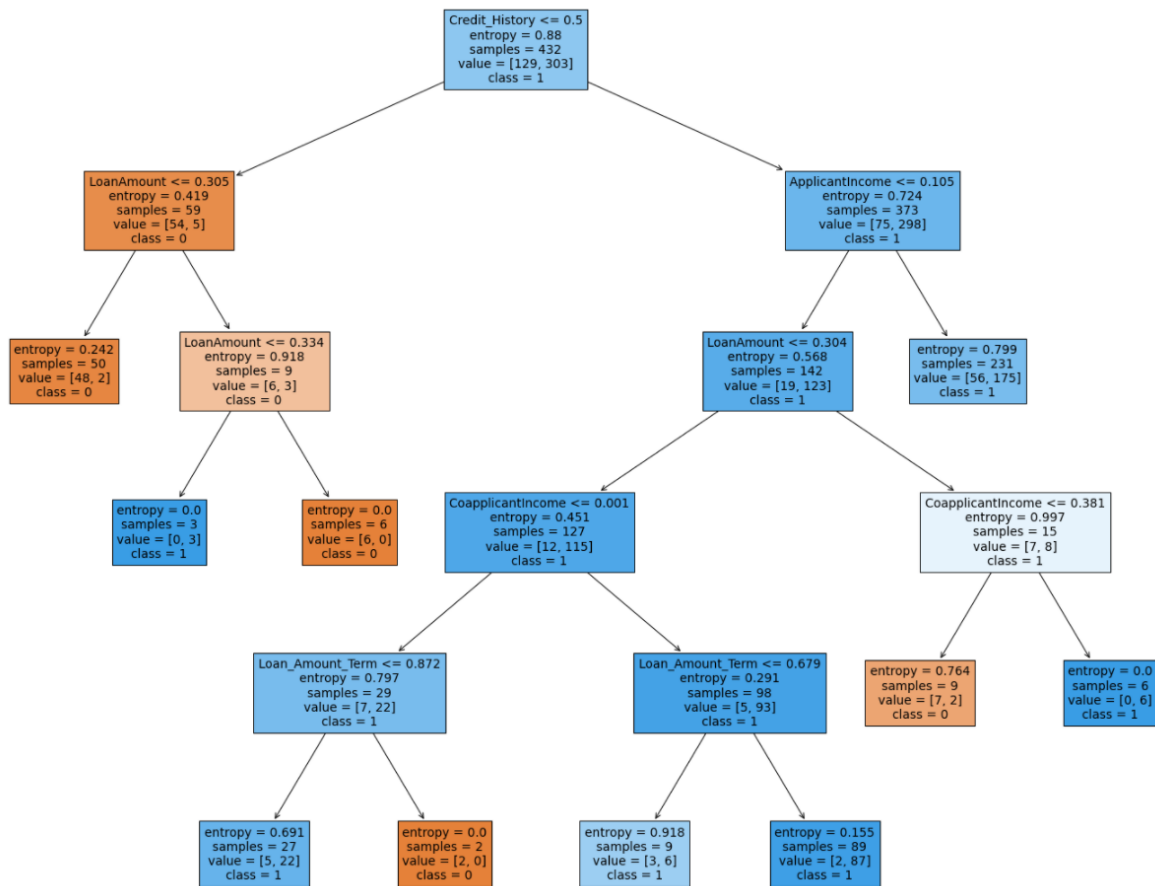 Credit_History <= 0.5
entropy = 0.88
samples = 432
value = [129, 303]
class = 1
LoanAmount <= 0.305
entropy = 0.419
samples = 59
value = [54, 5]
class = 0
ApplicantIncome <= 0.105
entropy = 0.724
samples = 373
value = [75, 298]
class = 1
entropy = 0.242
samples = 50
value = [48, 2]
class = 0
LoanAmount <= 0.334
entropy = 0.918
samples = 9
value = [6, 3]
class = 0
LoanAmount <= 0.304
entropy = 0.568
samples = 142
value = [19, 123]
class = 1
entropy = 0.799
samples = 231
value = [56, 175]
class = 1
entropy = 0.0
samples = 3
value = [0, 3]
class = 1
entropy = 0.0
samples = 6
value = [6, 0]
class = 0
CoapplicantIncome <= 0.001
entropy = 0.451
samples = 127
value = [12, 115]
class = 1
CoapplicantIncome <= 0.381
entropy = 0.997
samples = 15
value = [7, 8]
class = 1
Loan_Amount_Term <= 0.872
entropy = 0.797
samples = 29
value = [7, 22]
class = 1
Loan_Amount_Term <= 0.679
entropy = 0.291
samples = 98
value = [5, 93]
class = 1
entropy = 0.764
samples = 9
value = [7, 2]
class = 0
entropy = 0.0
samples = 6
value = [0, 6]
class = 1
entropy = 0.691
samples = 27
value = [5, 22]
class = 1
entropy = 0.0
samples = 2
value = [2, 0]
class = 0
entropy = 0.918
samples = 9
value = [3, 6]
class = 1
entropy = 0.155
samples = 89
value = [2, 87]
class = 1